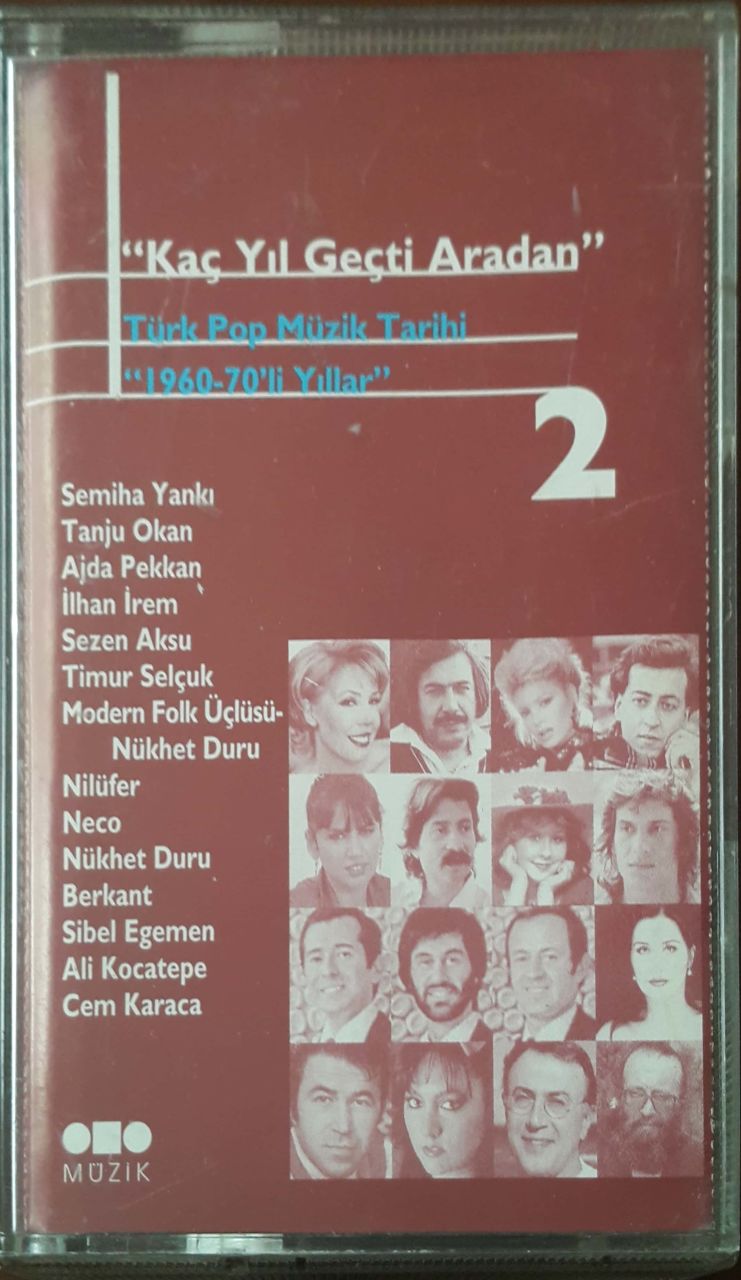 “Kaç Yıl Geçti Aradan”
Türk Pop Müzik Tarihi
“1960-70'li Yıllar”
2
Semiha Yankı
Tanju Okan
Ajda Pekkan
İlhan İrem
Sezen Aksu
Timur Selçuk
Modern Folk Üçlüsü-
Nükhet Duru
Nilüfer
Neco
Nükhet Duru
Berkant
Sibel Egemen
Ali Kocatepe
Cem Karaca
MÜZİK